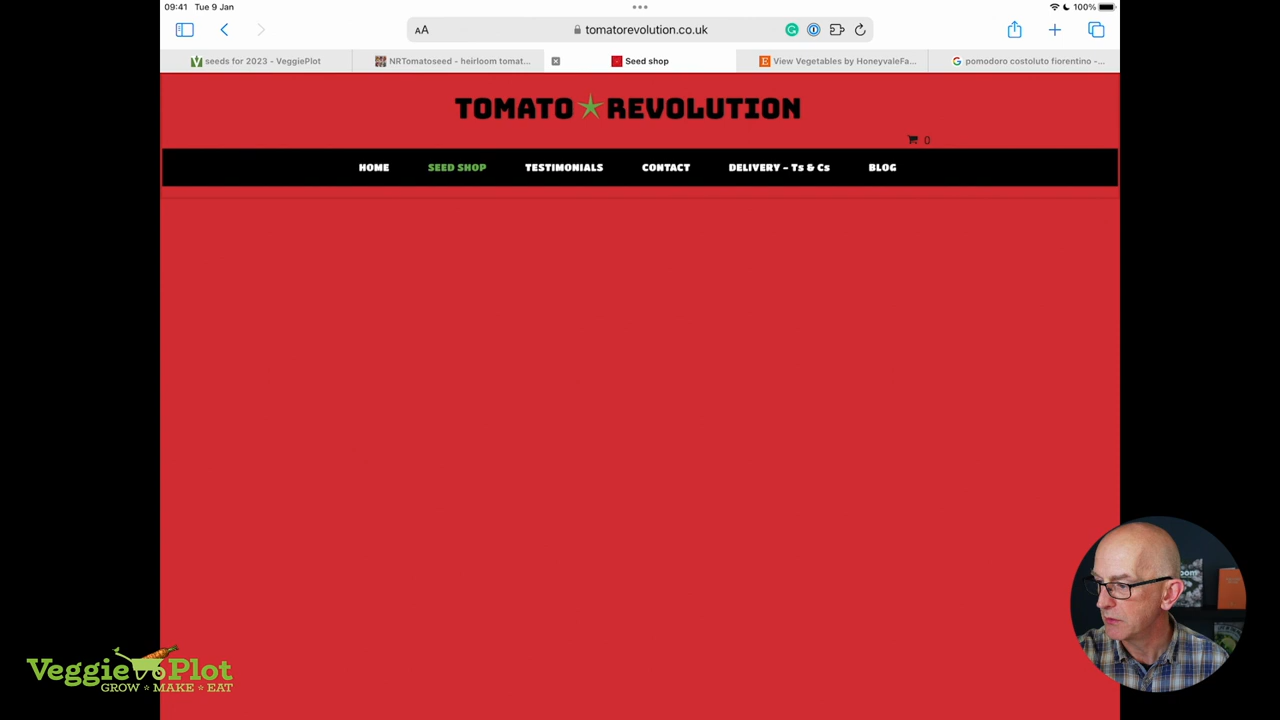 09:41 Tue 9 Jan
100%
AA
tomatorevolution.co.uk
seeds for 2023 - VeggiePlot
NRTomatoseed - heirloom tomat...
Seed shop
View Vegetables by HoneyvaleFa...
pomodoro costoluto fiorentino -...
TOMATO REVOLUTION
0
HOME
SEED SHOP
TESTIMONIALS
CONTACT
DELIVERY – Ts & Cs
BLOG
Veggie Plot
GROW ★ MAKE ★ EAT